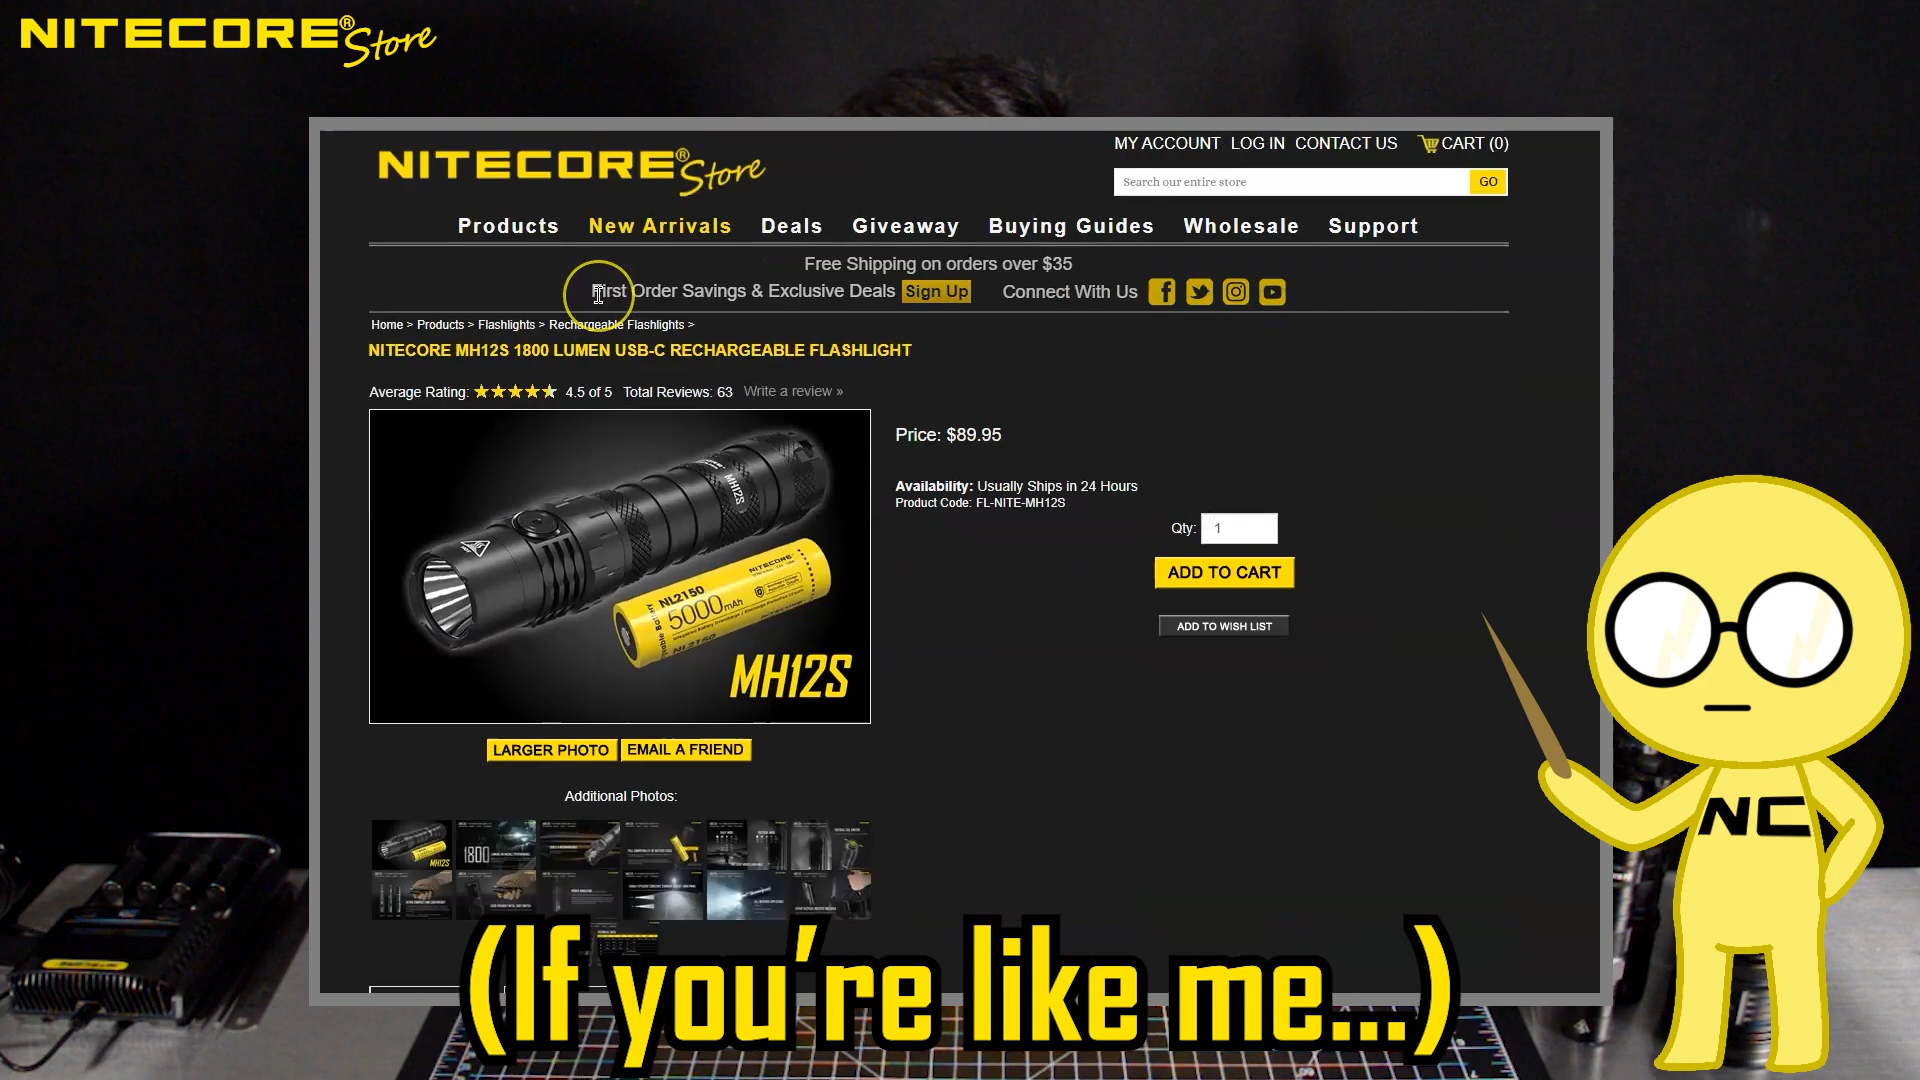 NITECORE® Store
MY ACCOUNT LOG IN CONTACT US CART (0)
NITECORE® Store
Search our entire store GO
Products New Arrivals Deals Giveaway Buying Guides Wholesale Support
Free Shipping on orders over $35
First Order Savings & Exclusive Deals Sign Up Connect With Us
Home > Products > Flashlights > Rechargeable Flashlights >
NITECORE MH12S 1800 LUMEN USB-C RECHARGEABLE FLASHLIGHT
Average Rating: 4.5 of 5 Total Reviews: 63 Write a review »
Price: $89.95
Availability: Usually Ships in 24 Hours
Product Code: FL-NITE-MH12S
Qty: 1
ADD TO CART
ADD TO WISH LIST
MH12S
NITECORE
NL2150
5000mAh
NL2150
MH12S
LARGER PHOTO EMAIL A FRIEND
Additional Photos:
MH12S
1800
NC
(If you're like me...)